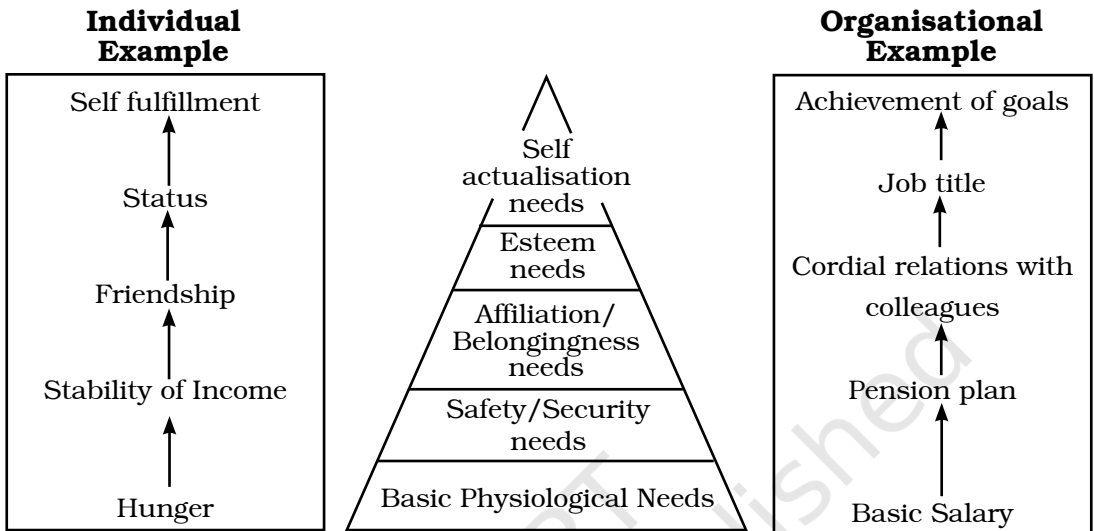 Individual
Example
Self fulfillment
Status
Friendship
Stability of Income
Hunger
Self
actualisation
needs
Esteem
needs
Affiliation/
Belongingness
needs
Safety/Security
needs
Basic Physiological Needs
Organisational
Example
Achievement of goals
Job title
Cordial relations with
colleagues
Pension plan
Basic Salary